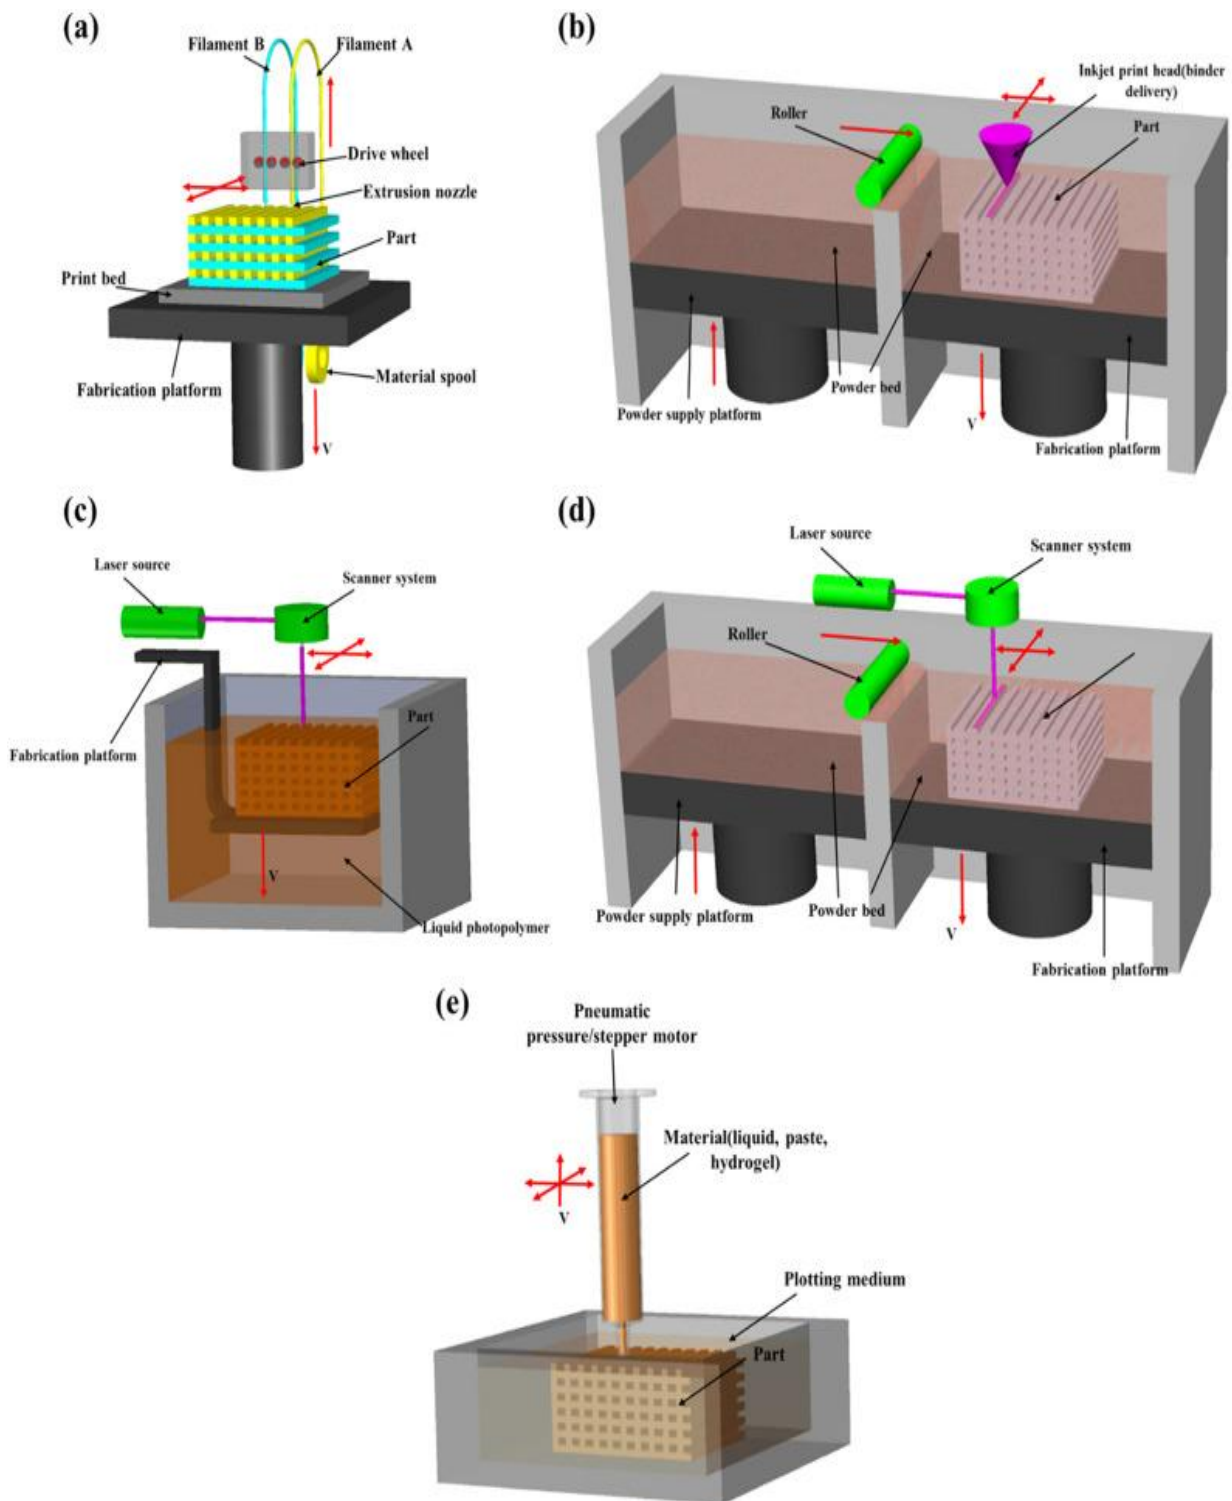 (a)
Filament B
Filament A
Drive wheel
Extrusion nozzle
Part
Print bed
Fabrication platform
Material spool
V
(b)
Inkjet print head(binder
delivery)
Roller
Part
Powder bed
Powder supply platform
V
Fabrication platform
(c)
Laser source
Scanner system
Part
Fabrication platform
V
Liquid photopolymer
(d)
Laser source
Scanner system
Roller
Powder supply platform
Powder bed
V
Fabrication platform
(e)
Pneumatic
pressure/stepper motor
Material(liquid, paste,
hydrogel)
V
Plotting medium
Part